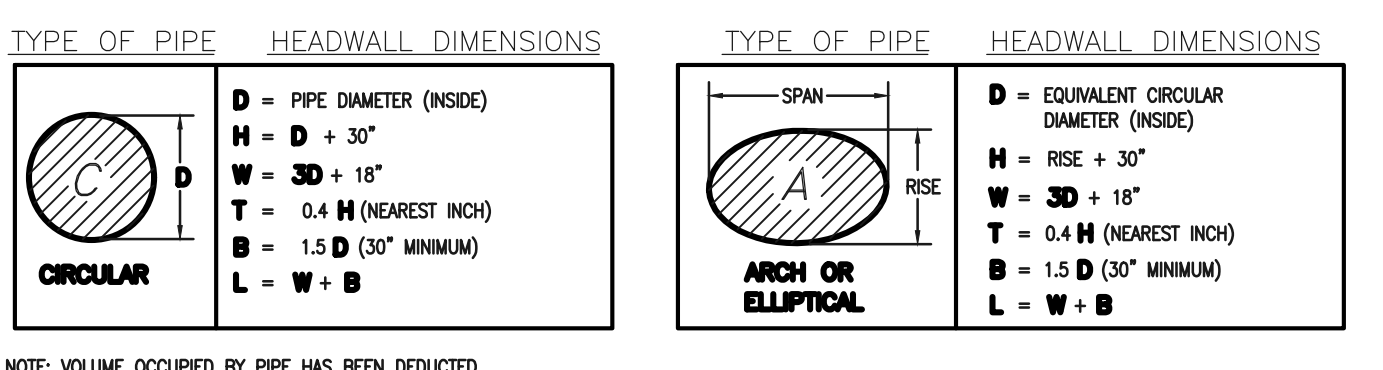 TYPE OF PIPE HEADWALL DIMENSIONS
D = PIPE DIAMETER (INSIDE)
H = D + 30"
W = 3D + 18"
T = 0.4 H (NEAREST INCH)
B = 1.5 D (30" MINIMUM)
L = W + B
C
D
CIRCULAR
TYPE OF PIPE HEADWALL DIMENSIONS
SPAN
A
RISE
ARCH OR
ELLIPTICAL
D = EQUIVALENT CIRCULAR
DIAMETER (INSIDE)
H = RISE + 30"
W = 3D + 18"
T = 0.4 H (NEAREST INCH)
B = 1.5 D (30" MINIMUM)
L = W + B
NOTE: VOLUME OCCUPIED BY PIPE HAS BEEN DEDUCTED